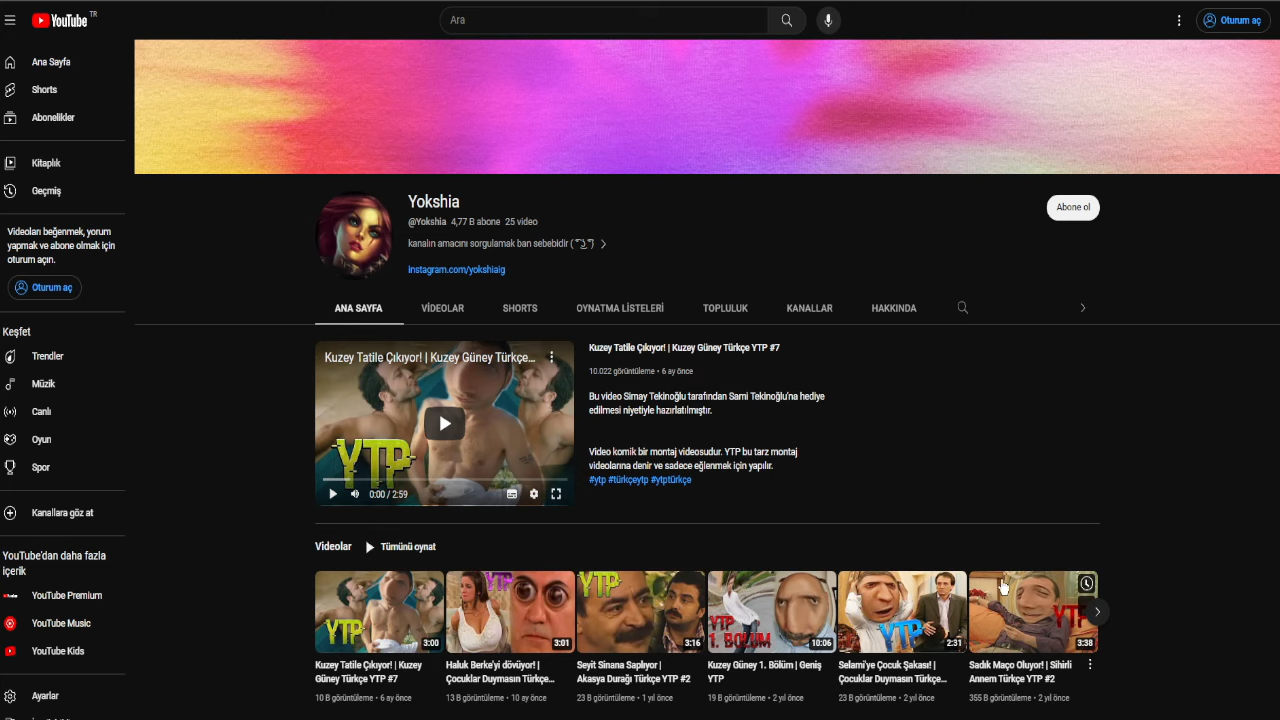 YouTube TR
Ara
Oturum aç
Ana Sayfa
Shorts
Abonelikler
Kitaplık
Geçmiş
Videoları beğenmek, yorum
yapmak ve abone olmak için
oturum açın.
Oturum aç
Keşfet
Trendler
Müzik
Canlı
Oyun
Spor
Kanallara göz at
YouTube'dan daha fazla
içerik
YouTube Premium
YouTube Music
YouTube Kids
Ayarlar
Yokshia
@Yokshia 4,77 B abone 25 video
kanalın amacını sorgulamak ban sebebidir ( ͡° ͜ʖ ͡°)
instagram.com/yokshiaig
Abone ol
ANA SAYFA VİDEOLAR SHORTS OYNATMA LİSTELERİ TOPLULUK KANALLAR HAKKINDA
Kuzey Tatile Çıkıyor! | Kuzey Güney Türkçe...
YTP
0:00 / 2:59
Kuzey Tatile Çıkıyor! | Kuzey Güney Türkçe YTP #7
10.022 görüntüleme • 6 ay önce
Bu video Simay Tekinoğlu tarafından Sami Tekinoğlu'na hediye
edilmesi niyetiyle hazırlatılmıştır.
Video komik bir montaj videosudur. YTP bu tarz montaj
videolarına denir ve sadece eğlenmek için yapılır.
#ytp #türkçeytp #ytptürkçe
Videolar Tümünü oynat
YTP
3:00
Kuzey Tatile Çıkıyor! | Kuzey
Güney Türkçe YTP #7
10 B görüntüleme • 6 ay önce
YTP
3:01
Haluk Berke'yi dövüyor! |
Çocuklar Duymasın Türkçe...
13 B görüntüleme • 10 ay önce
YTP
3:16
Seyit Sinana Saplıyor |
Akasya Durağı Türkçe YTP #2
23 B görüntüleme • 1 yıl önce
YTP
1. BÖLÜM
10:06
Kuzey Güney 1. Bölüm | Geniş
YTP
19 B görüntüleme • 2 yıl önce
YTP
2:31
Selami'ye Çocuk Şakası! |
Çocuklar Duymasın Türkçe...
23 B görüntüleme • 2 yıl önce
YTP
3:38
Sadık Maço Oluyor! | Sihirli
Annem Türkçe YTP #2
355 B görüntüleme • 2 yıl önce